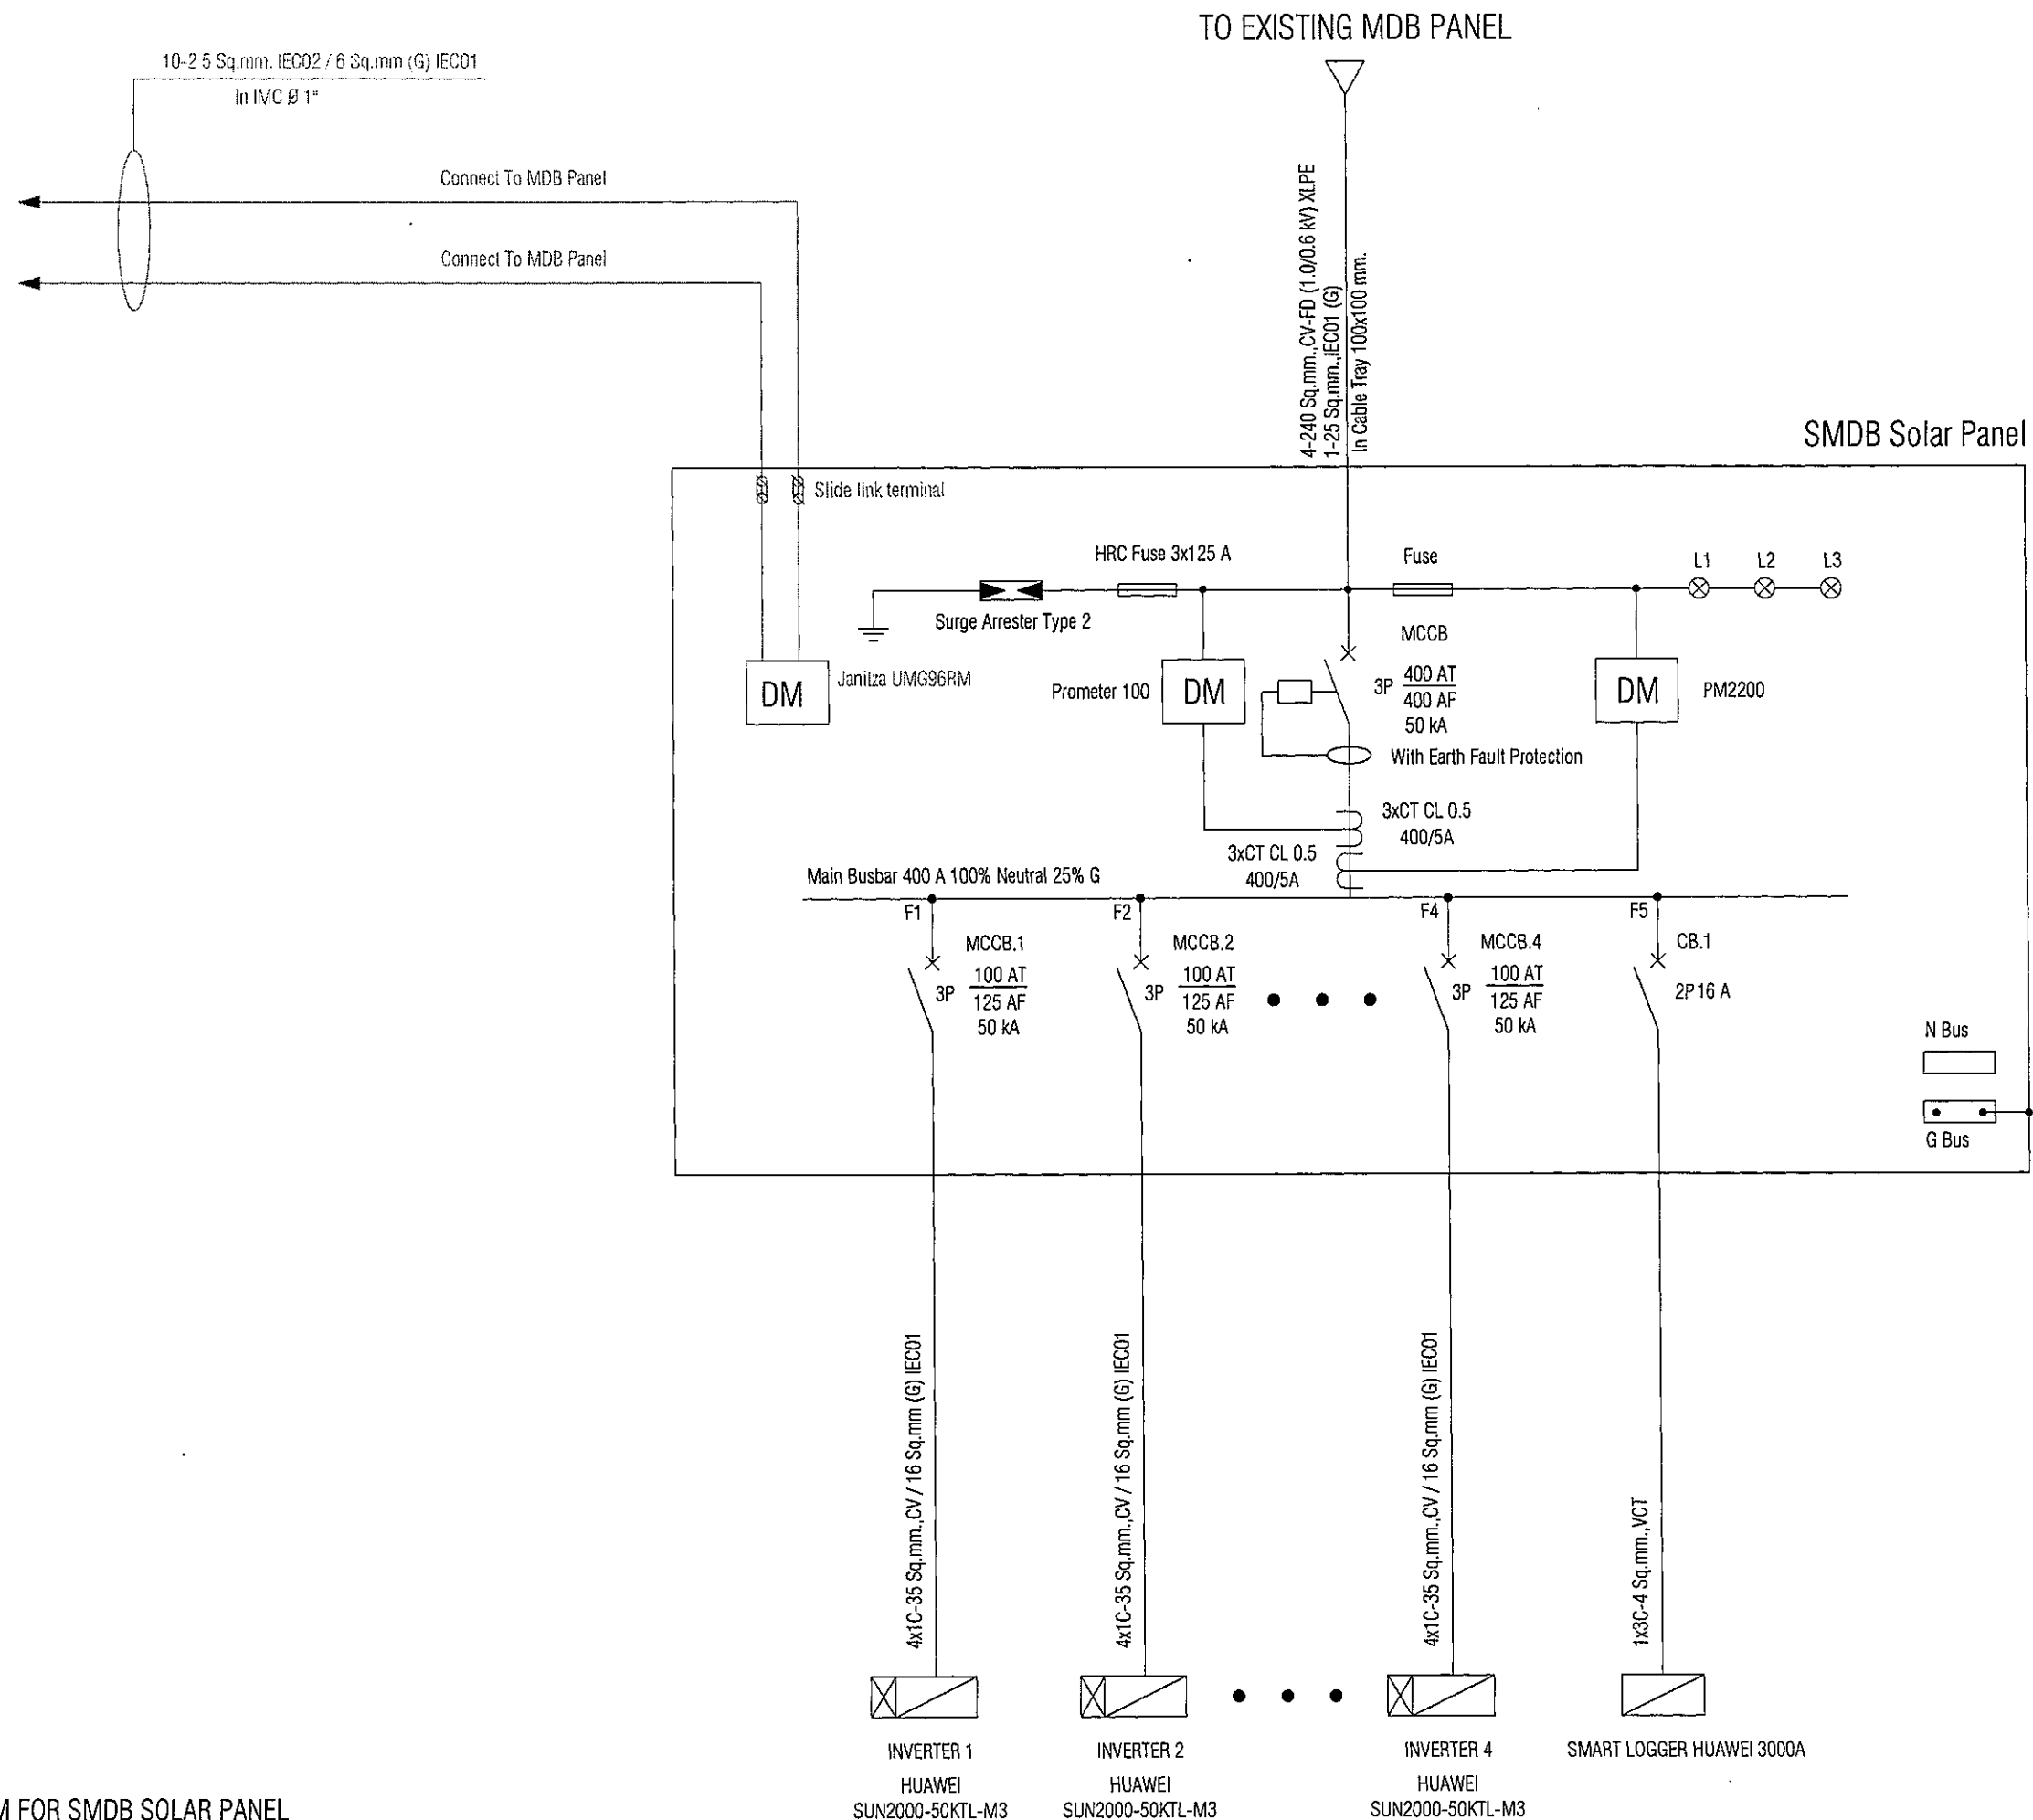 TO EXISTING MDB PANEL
10-2 5 Sq.mm. IEC02 / 6 Sq.mm (G) IEC01
In IMC Ø 1"
Connect To MDB Panel
Connect To MDB Panel
4-240 Sq.mm.,CV-FD (1.0/0.6 kV) XLPE
1-25 Sq.mm.,IEC01 (G)
In Cable Tray 100x100 mm.
SMDB Solar Panel
Slide link terminal
HRC Fuse 3x125 A
Fuse
L1 L2 L3
Surge Arrester Type 2
MCCB
3P 400 AT
400 AF
50 kA
DM Janitza UMG96RM
Prometer 100 DM
DM PM2200
With Earth Fault Protection
3xCT CL 0.5
400/5A
3xCT CL 0.5
400/5A
Main Busbar 400 A 100% Neutral 25% G
F1 F2 F4 F5
MCCB.1
3P 100 AT
125 AF
50 kA
MCCB.2
3P 100 AT
125 AF
50 kA
MCCB.4
3P 100 AT
125 AF
50 kA
CB.1
2P16 A
N Bus
G Bus
4x1C-35 Sq.mm.,CV / 16 Sq.mm (G) IEC01
4x1C-35 Sq.mm.,CV / 16 Sq.mm (G) IEC01
4x1C-35 Sq.mm.,CV / 16 Sq.mm (G) IEC01
1x3C-4 Sq.mm.,VCT
INVERTER 1
HUAWEI
SUN2000-50KTL-M3
INVERTER 2
HUAWEI
SUN2000-50KTL-M3
INVERTER 4
HUAWEI
SUN2000-50KTL-M3
SMART LOGGER HUAWEI 3000A
M FOR SMDB SOLAR PANEL